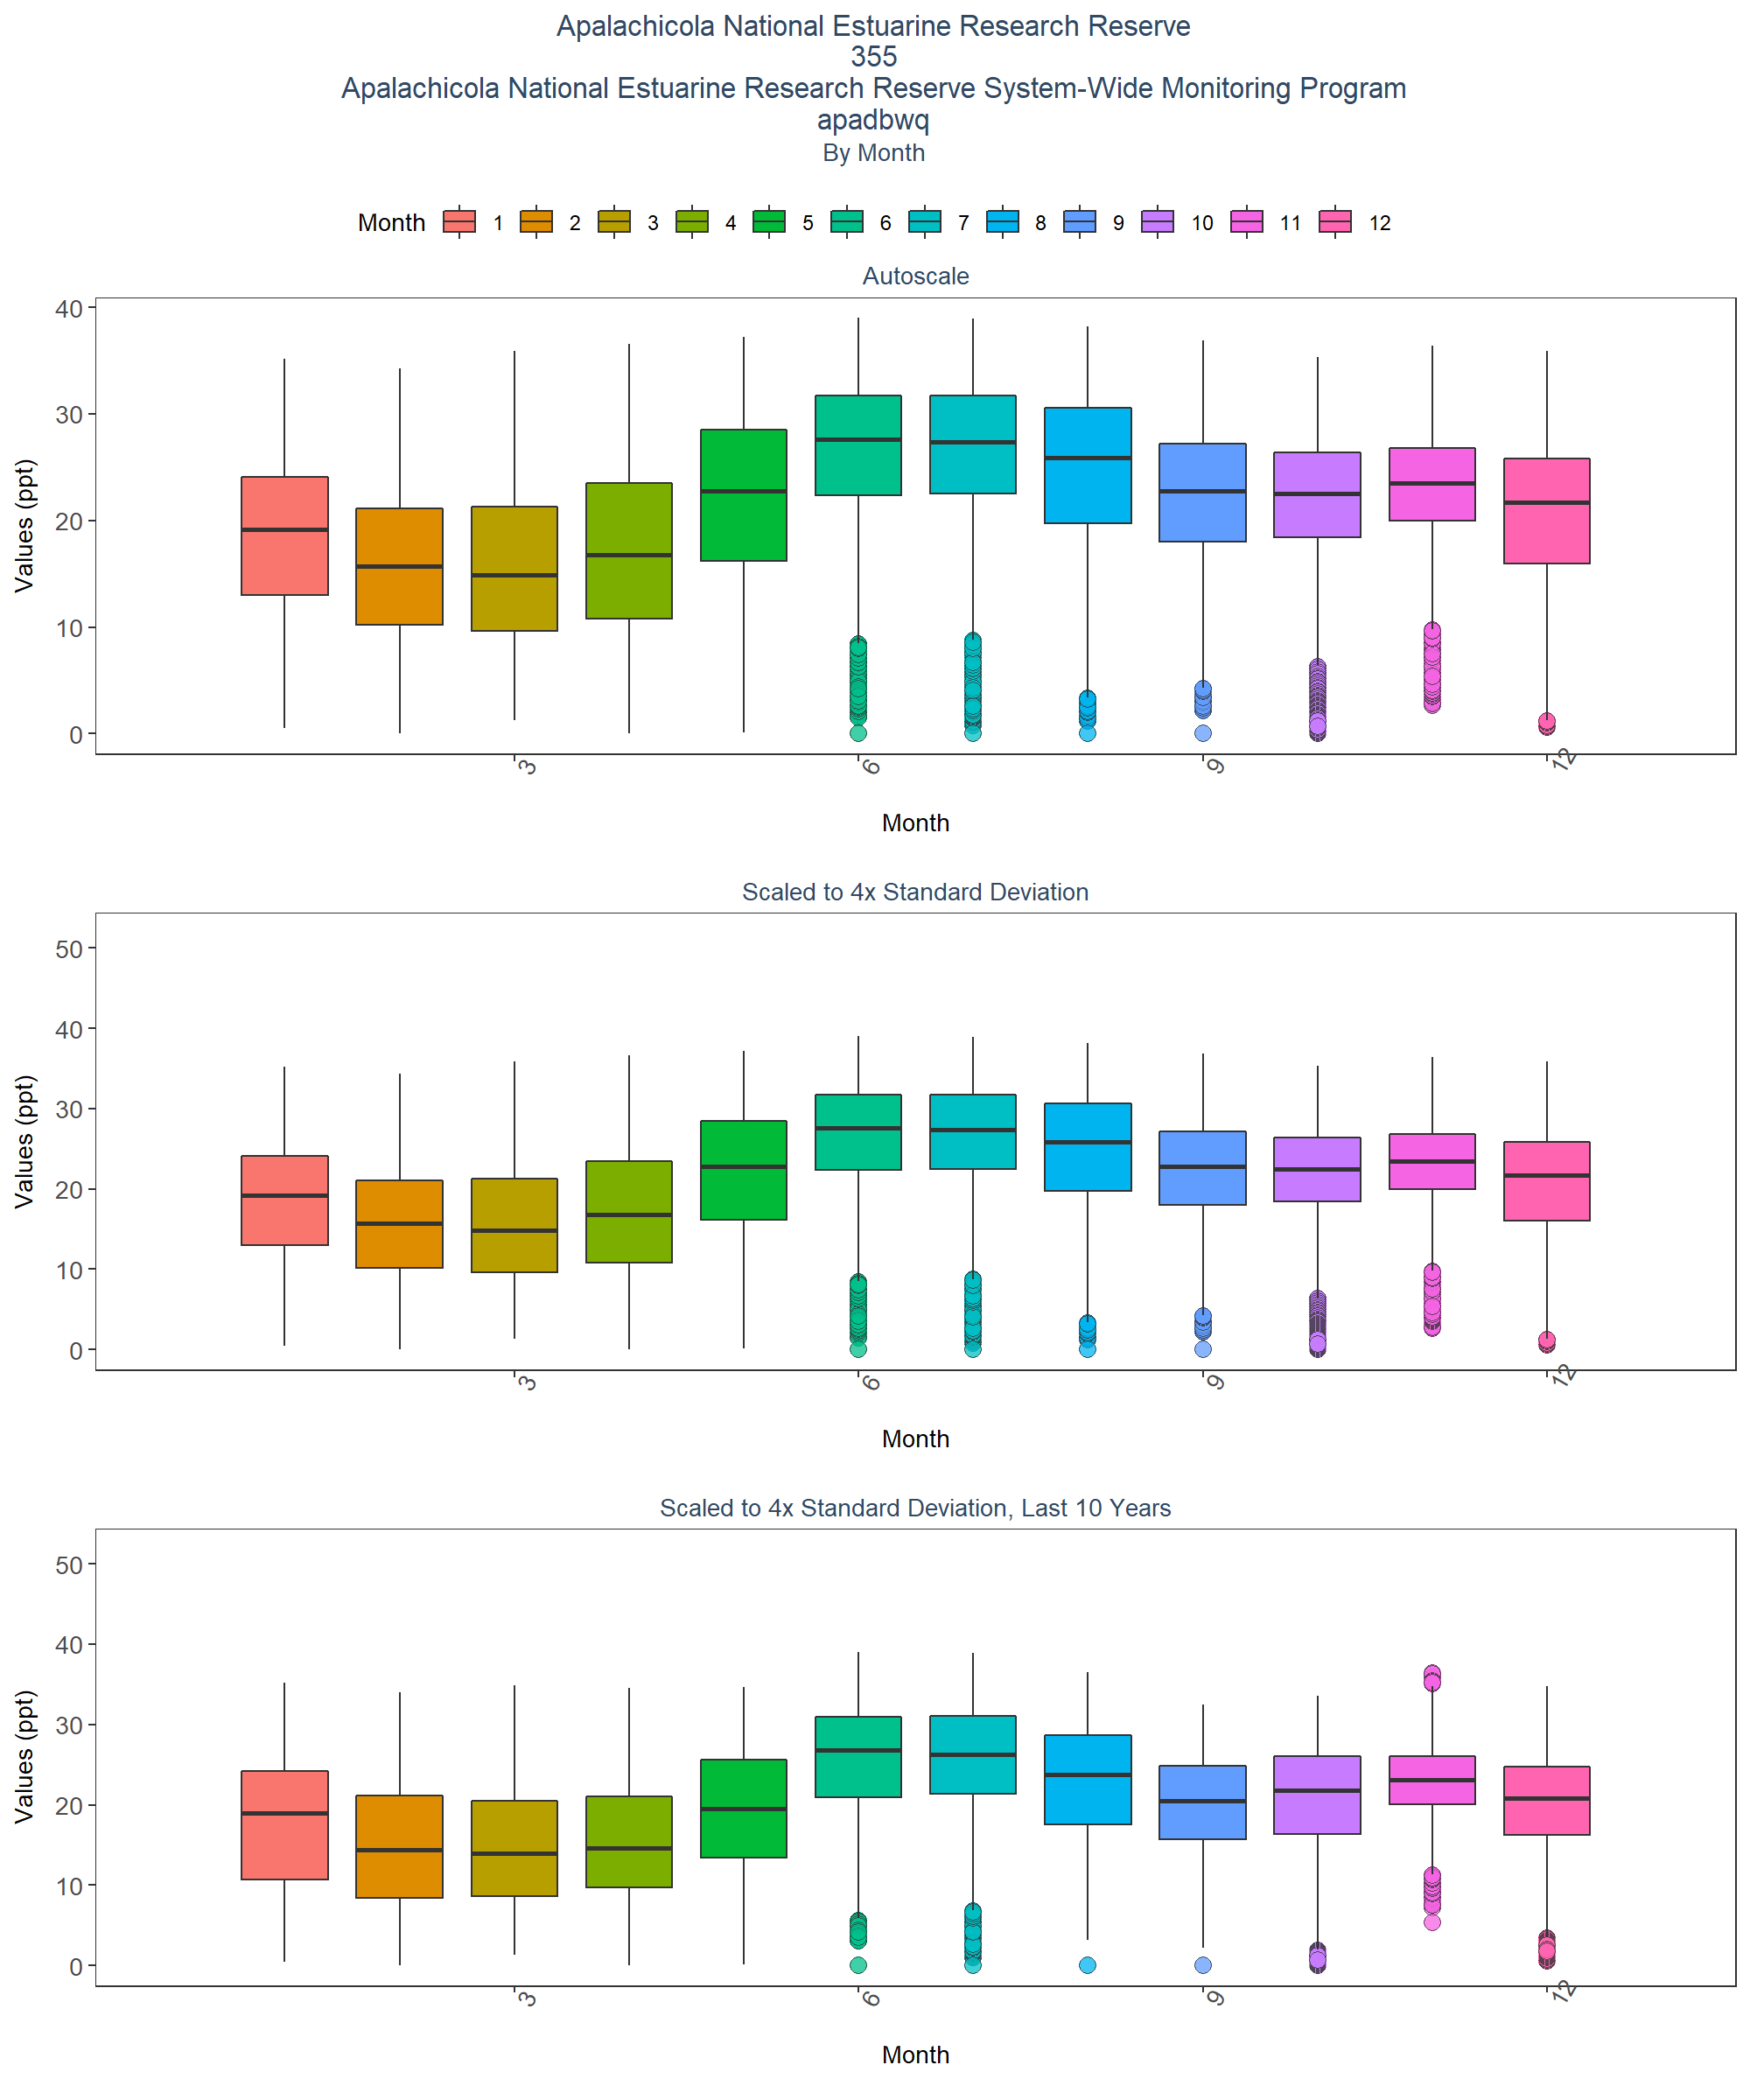 Apalachicola National Estuarine Research Reserve
355
Apalachicola National Estuarine Research Reserve System-Wide Monitoring Program
apadbwq
By Month
Month 1 2 3 4 5 6 7 8 9 10 11 12
Autoscale
Values (ppt)
40
30
20
10
0
3 6 9 12
Month
Scaled to 4x Standard Deviation
Values (ppt)
50
40
30
20
10
0
3 6 9 12
Month
Scaled to 4x Standard Deviation, Last 10 Years
Values (ppt)
50
40
30
20
10
0
3 6 9 12
Month